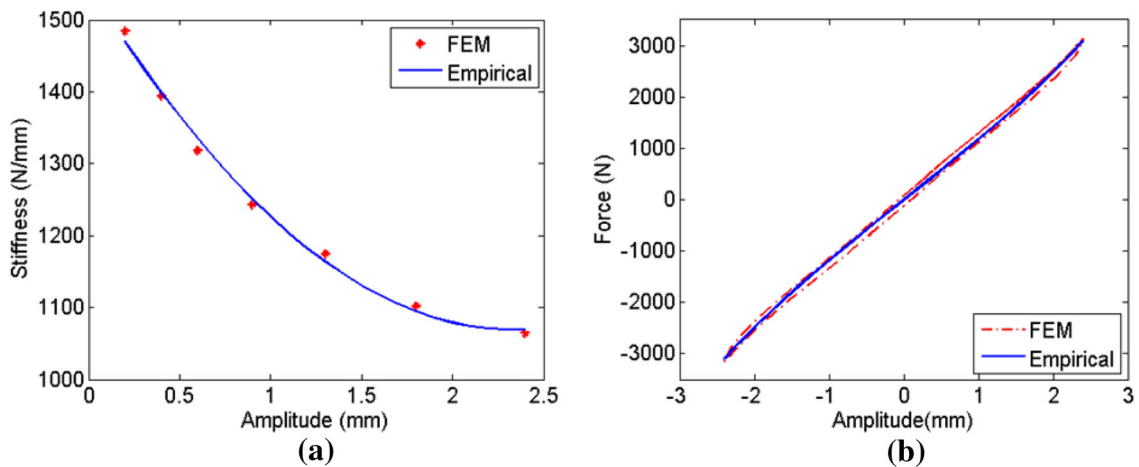 1500
1400
1300
1200
1100
1000
Stiffness (N/mm)
FEM
Empirical
0 0.5 1 1.5 2 2.5
Amplitude (mm)
(a)
3000
2000
1000
0
-1000
-2000
-3000
Force (N)
FEM
Empirical
-3 -2 -1 0 1 2 3
Amplitude(mm)
(b)